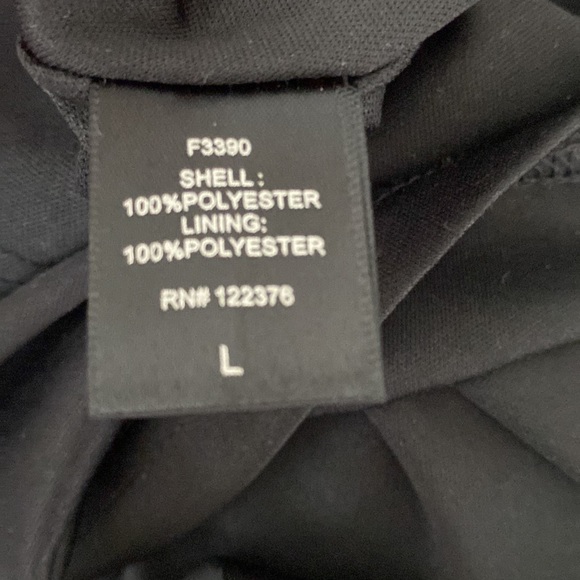 F3390
SHELL:
100%POLYESTER
LINING:
100%POLYESTER
RN# 122376
L